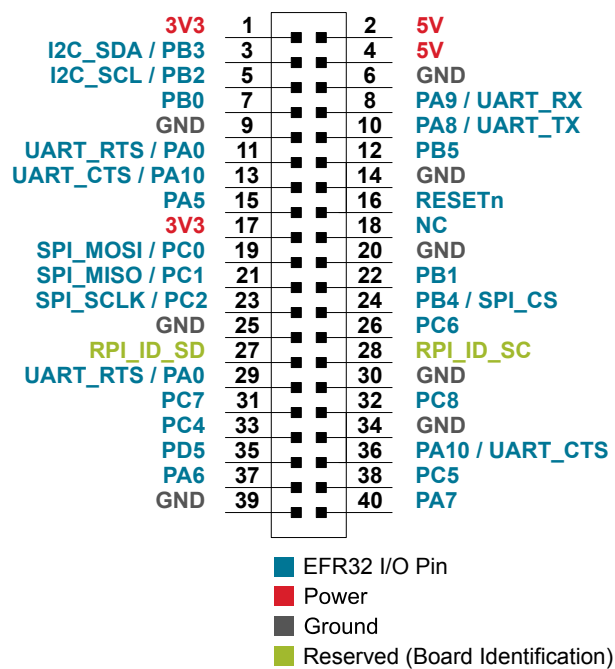 3V3 1 2 5V
I2C_SDA / PB3 3 4 5V
I2C_SCL / PB2 5 6 GND
PB0 7 8 PA9 / UART_RX
GND 9 10 PA8 / UART_TX
UART_RTS / PA0 11 12 PB5
UART_CTS / PA10 13 14 GND
PA5 15 16 RESETn
3V3 17 18 NC
SPI_MOSI / PC0 19 20 GND
SPI_MISO / PC1 21 22 PB1
SPI_SCLK / PC2 23 24 PB4 / SPI_CS
GND 25 26 PC6
RPI_ID_SD 27 28 RPI_ID_SC
UART_RTS / PA0 29 30 GND
PC7 31 32 PC8
PC4 33 34 GND
PD5 35 36 PA10 / UART_CTS
PA6 37 38 PC5
GND 39 40 PA7
EFR32 I/O Pin
Power
Ground
Reserved (Board Identification)